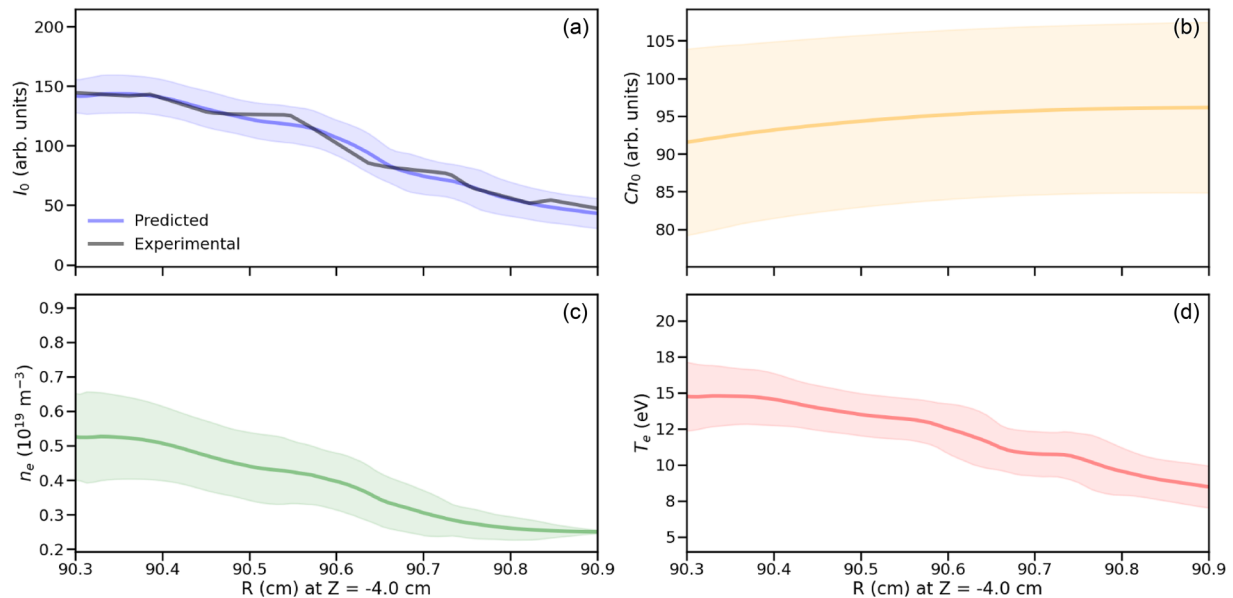 (a)
200
150
100
50
0
I₀ (arb. units)
Predicted
Experimental
(b)
105
100
95
90
85
80
Cn₀ (arb. units)
(c)
0.9
0.8
0.7
0.6
0.5
0.4
0.3
0.2
nₑ (10¹⁹ m⁻³)
90.3 90.4 90.5 90.6 90.7 90.8 90.9
R (cm) at Z = -4.0 cm
(d)
20
18
15
12
10
8
5
Tₑ (eV)
90.3 90.4 90.5 90.6 90.7 90.8 90.9
R (cm) at Z = -4.0 cm